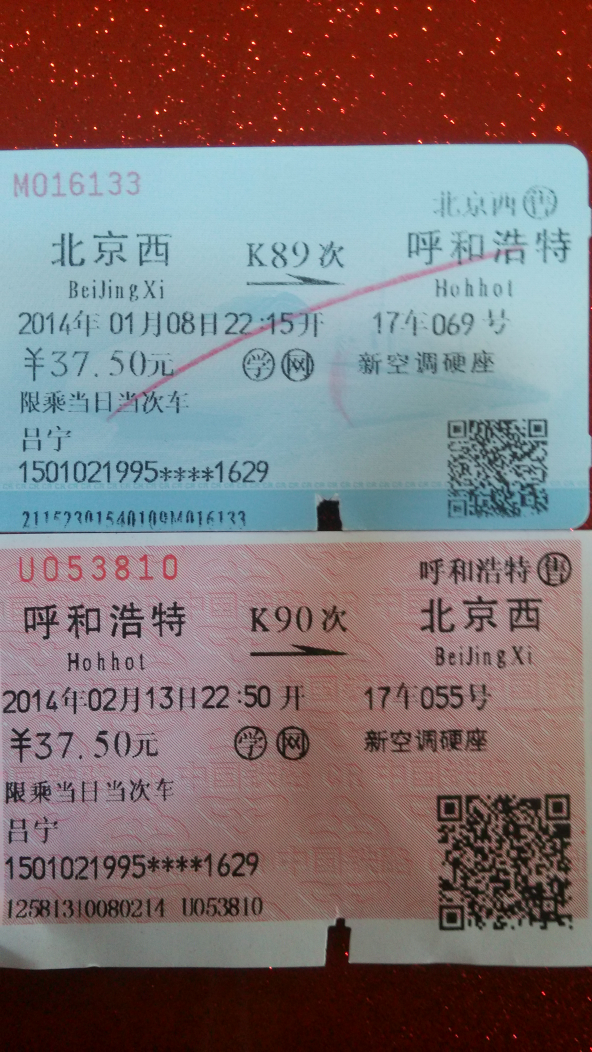 M016133
北京西 售
北京西 K89次 呼和浩特
BeiJingXi Hohhot
2014年 01月08日22:15开 17车069号
¥37.50元 学 网 新空调硬座
限乘当日当次车
吕宁
1501021995****1629
21152301540109M016133
U053810
呼和浩特 售
呼和浩特 K90次 北京西
Hohhot BeiJingXi
2014年02月13日22:50开 17车055号
¥37.50元 学 网 新空调硬座
限乘当日当次车
吕宁
1501021995****1629
12581310080214 U053810